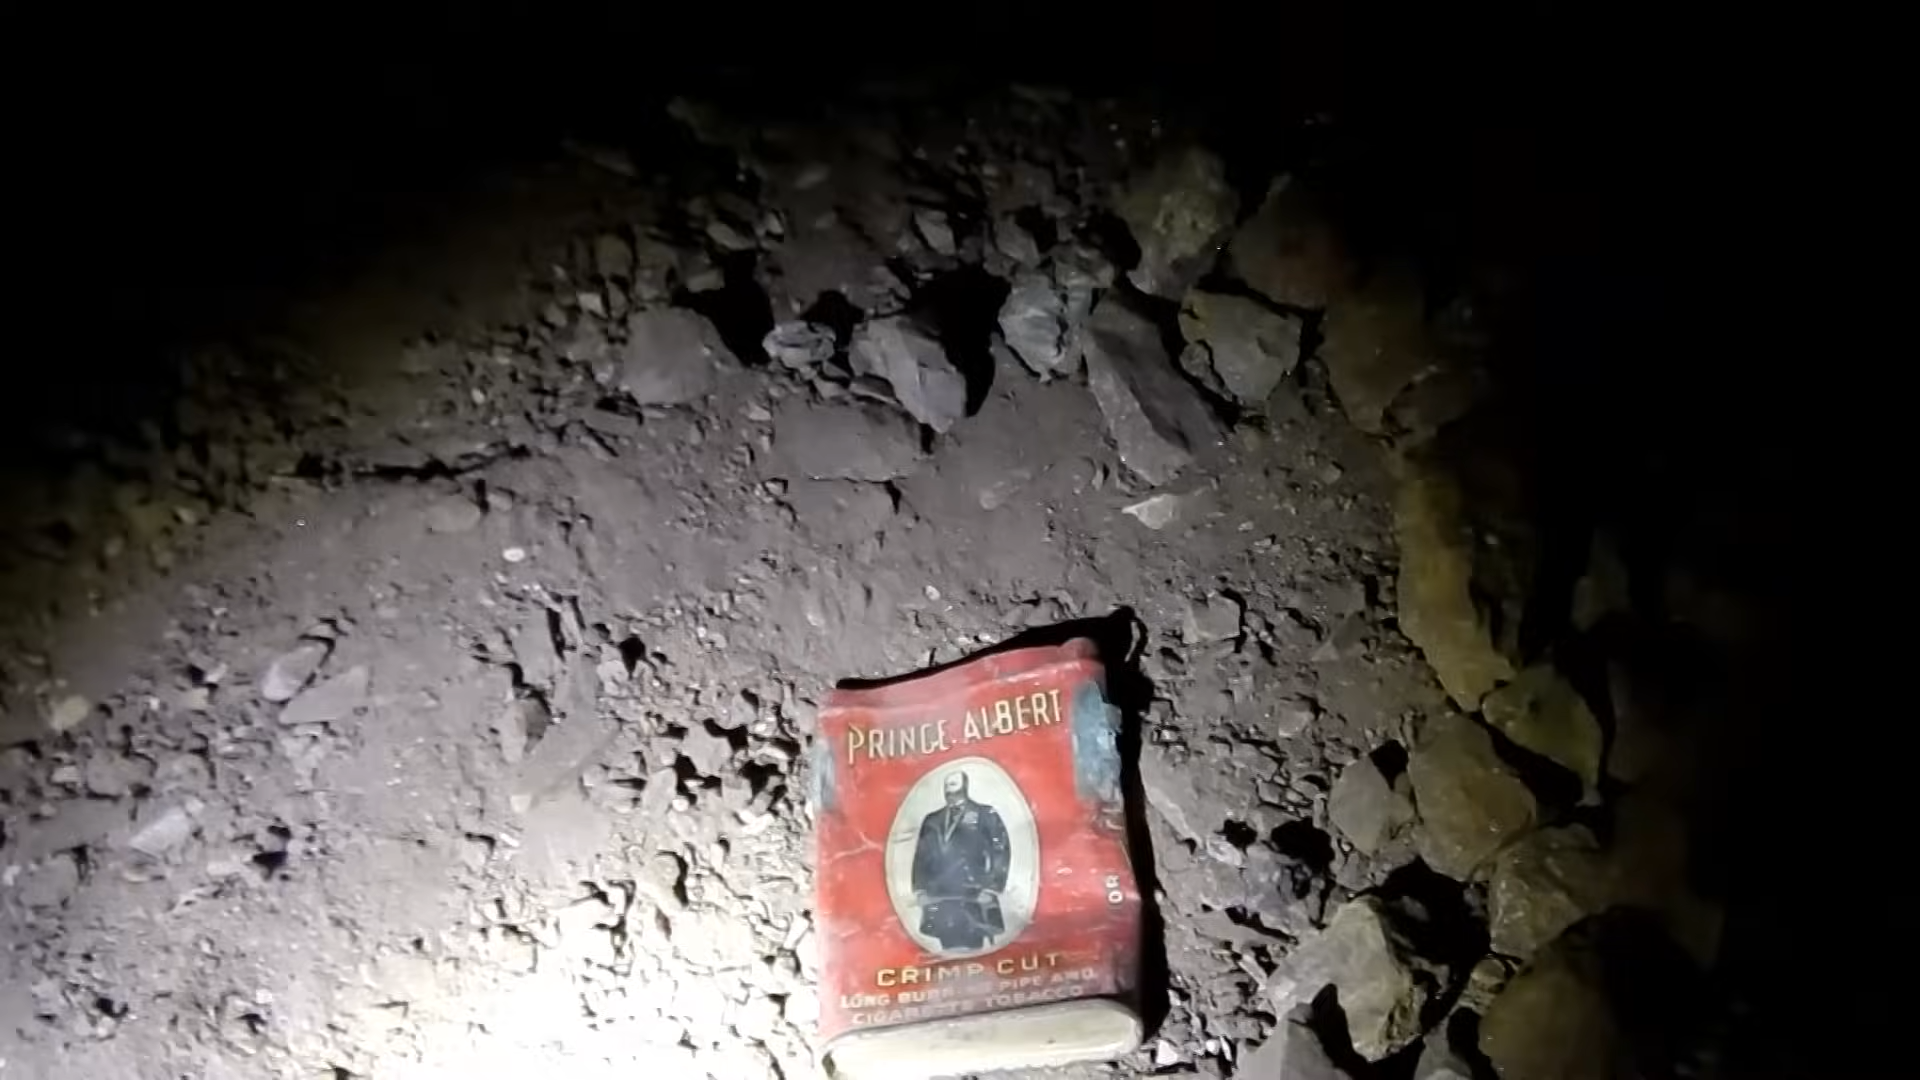 PRINCE ALBERT
CRIMP CUT
LONG BURNING PIPE AND
CIGARETTE TOBACCO